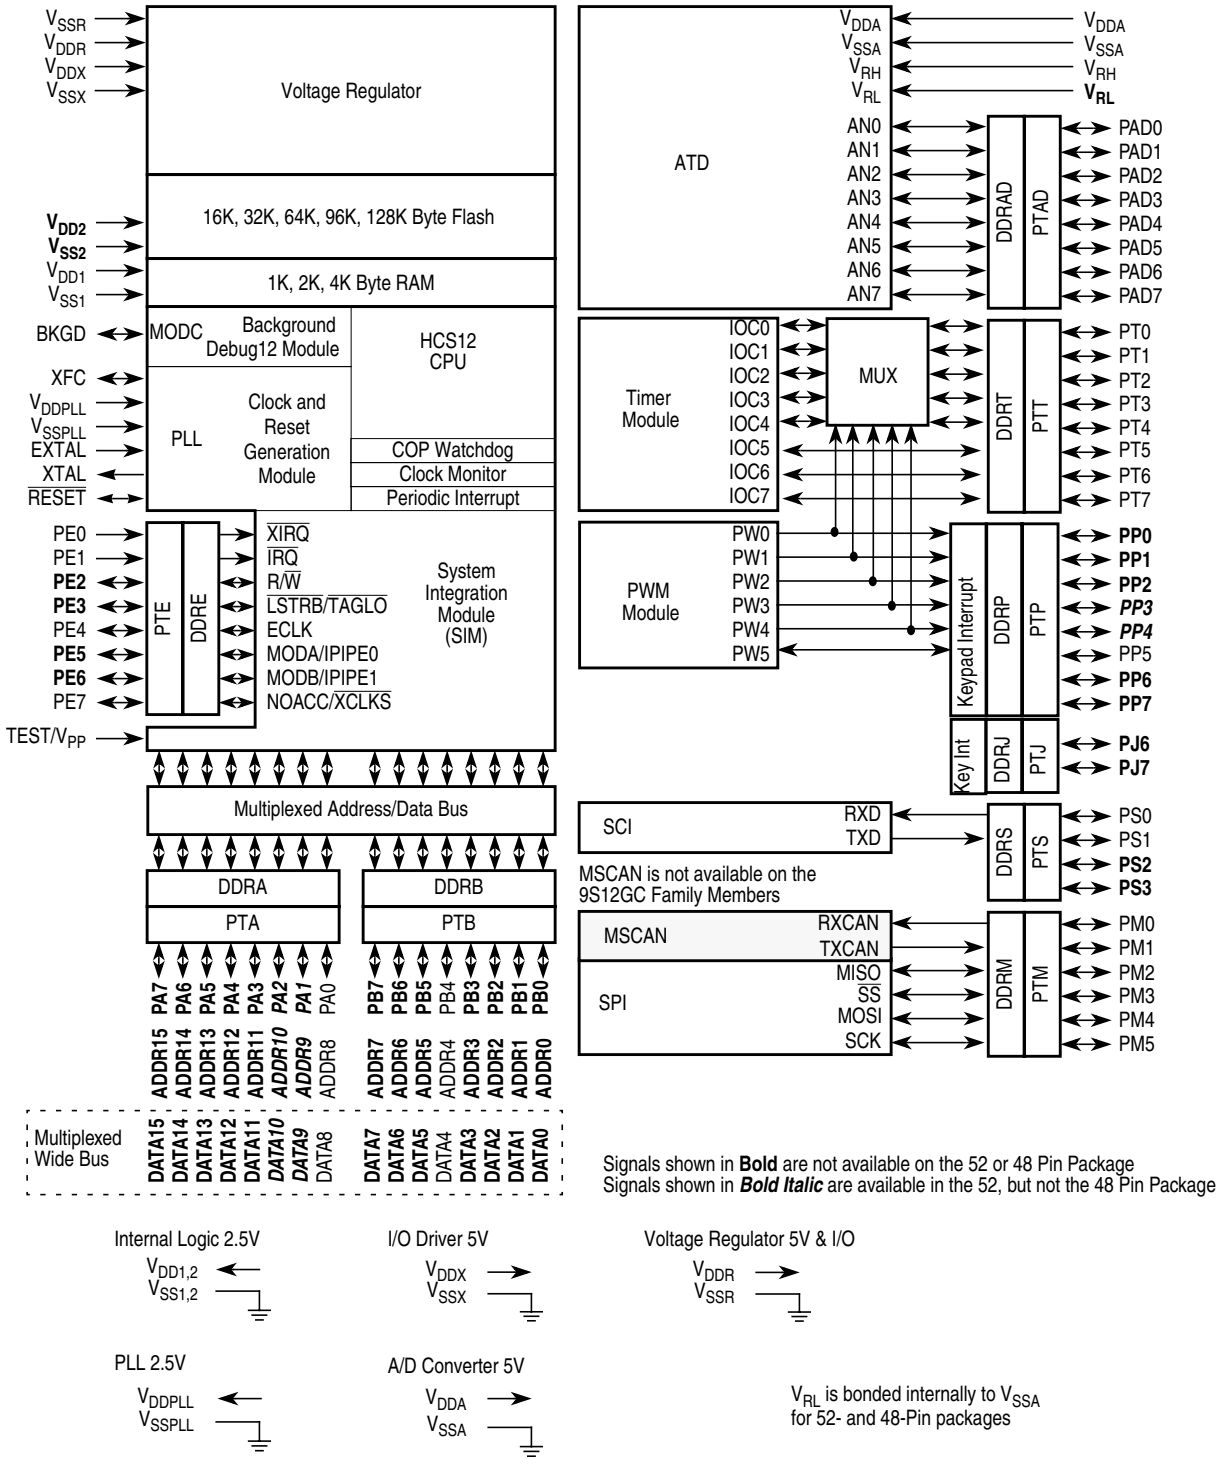 VSSR
VDDR
VDDX
VSSX
Voltage Regulator
16K, 32K, 64K, 96K, 128K Byte Flash
VDD2
VSS2
VDD1
VSS1
1K, 2K, 4K Byte RAM
BKGD
MODC
Background
Debug12 Module
HCS12
CPU
XFC
VDDPLL
VSSPLL
EXTAL
XTAL
RESET
PLL
Clock and
Reset
Generation
Module
COP Watchdog
Clock Monitor
Periodic Interrupt
PE0
PE1
PE2
PE3
PE4
PE5
PE6
PE7
PTE
DDRE
XIRQ
IRQ
R/W
LSTRB/TAGLO
ECLK
MODA/IPIPE0
MODB/IPIPE1
NOACC/XCLKS
System
Integration
Module
(SIM)
TEST/VPP
Multiplexed Address/Data Bus
DDRA
DDRB
PTA
PTB
PA7
PA6
PA5
PA4
PA3
PA2
PA1
PA0
PB7
PB6
PB5
PB4
PB3
PB2
PB1
PB0
ADDR15
ADDR14
ADDR13
ADDR12
ADDR11
ADDR10
ADDR9
ADDR8
ADDR7
ADDR6
ADDR5
ADDR4
ADDR3
ADDR2
ADDR1
ADDR0
Multiplexed
Wide Bus
DATA15
DATA14
DATA13
DATA12
DATA11
DATA10
DATA9
DATA8
DATA7
DATA6
DATA5
DATA4
DATA3
DATA2
DATA1
DATA0
ATD
VDDA
VSSA
VRH
VRL
VDDA
VSSA
VRH
VRL
AN0
AN1
AN2
AN3
AN4
AN5
AN6
AN7
DDRAD
PTAD
PAD0
PAD1
PAD2
PAD3
PAD4
PAD5
PAD6
PAD7
Timer
Module
IOC0
IOC1
IOC2
IOC3
IOC4
IOC5
IOC6
IOC7
MUX
DDRT
PTT
PT0
PT1
PT2
PT3
PT4
PT5
PT6
PT7
PWM
Module
PW0
PW1
PW2
PW3
PW4
PW5
Keypad Interrupt
DDRP
PTP
PP0
PP1
PP2
PP3
PP4
PP5
PP6
PP7
Key Int
DDRJ
PTJ
PJ6
PJ7
SCI
RXD
TXD
DDRS
PTS
PS0
PS1
PS2
PS3
MSCAN is not available on the
9S12GC Family Members
MSCAN
RXCAN
TXCAN
SPI
MISO
SS
MOSI
SCK
DDRM
PTM
PM0
PM1
PM2
PM3
PM4
PM5
Signals shown in Bold are not available on the 52 or 48 Pin Package
Signals shown in Bold Italic are available in the 52, but not the 48 Pin Package
Internal Logic 2.5V
VDD1,2
VSS1,2
I/O Driver 5V
VDDX
VSSX
Voltage Regulator 5V & I/O
VDDR
VSSR
PLL 2.5V
VDDPLL
VSSPLL
A/D Converter 5V
VDDA
VSSA
VRL is bonded internally to VSSA
for 52- and 48-Pin packages